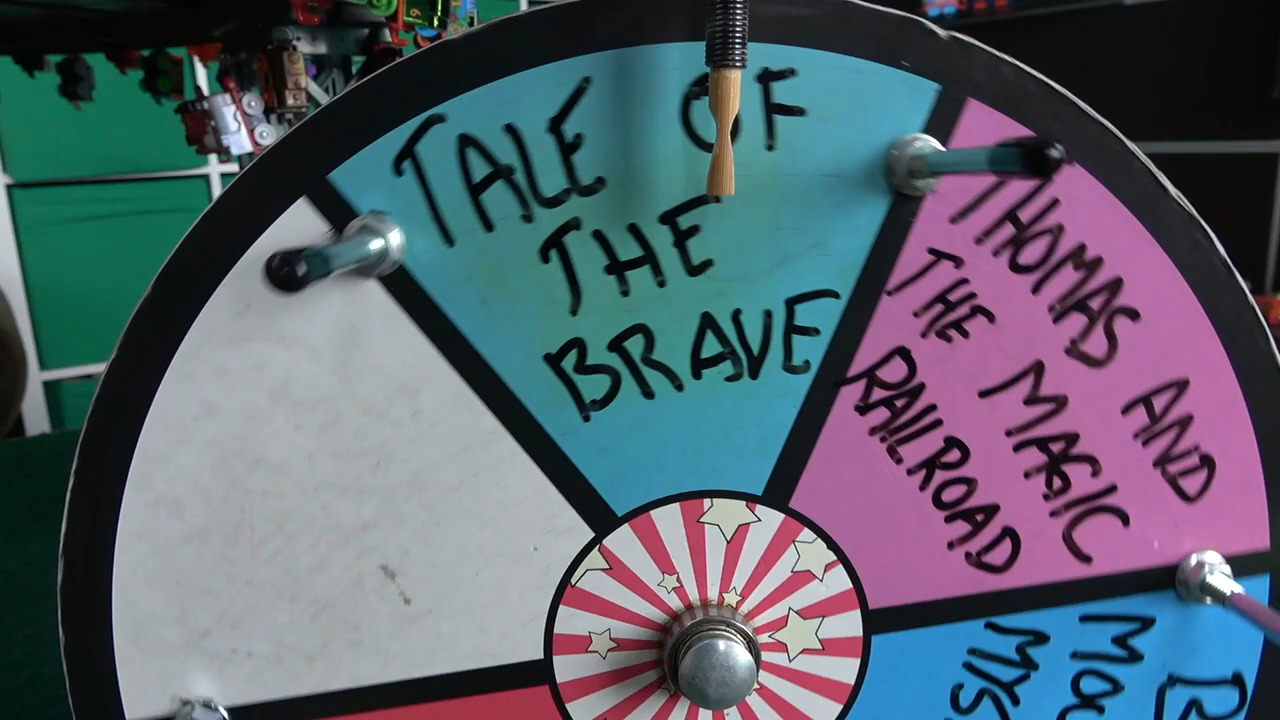 TALE OF
THE
BRAVE
THOMAS AND
THE MAGIC
RAILROAD